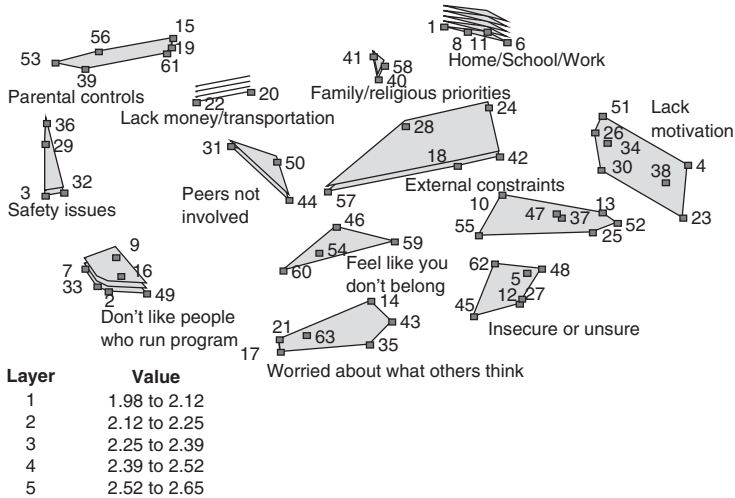 15
56
19
53
61
39
Parental controls
1
8
11
6
Home/School/Work
41
58
40
Family/religious priorities
20
22
Lack money/transportation
36
29
3
32
Safety issues
31
50
44
Peers not
involved
24
28
18
42
57
External constraints
51
Lack
motivation
26
34
30
38
4
23
10
13
47
37
52
55
25
9
7
16
33
2
49
Don't like people
who run program
46
54
59
60
Feel like you
don't belong
62
5
48
12
27
45
Insecure or unsure
14
21
63
43
17
35
Worried about what others think
Layer Value
1 1.98 to 2.12
2 2.12 to 2.25
3 2.25 to 2.39
4 2.39 to 2.52
5 2.52 to 2.65